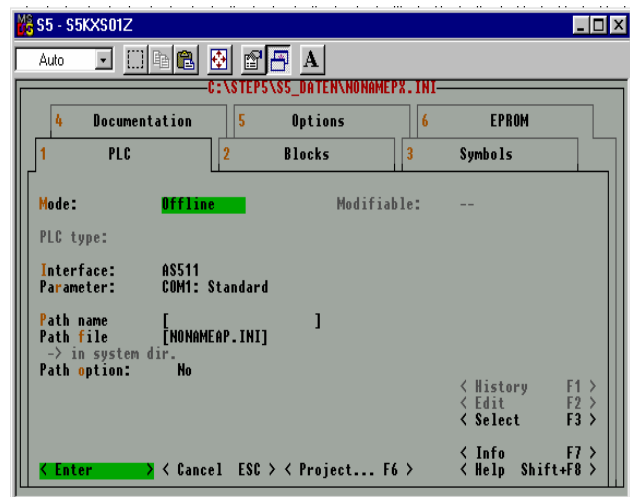 MS S5 - S5KXS01Z
Auto A
C:\STEP5\S5_DATEN\NONAMEPX.INI
4 Documentation 5 Options 6 EPROM
1 PLC 2 Blocks 3 Symbols
Mode: Offline Modifiable: --
PLC type:
Interface: AS511
Parameter: COM1: Standard
Path name [ ]
Path file [NONAMEAP.INI]
-> in system dir.
Path option: No
< History F1 >
< Edit F2 >
< Select F3 >
< Info F7 >
< Enter > < Cancel ESC > < Project... F6 > < Help Shift+F8 >